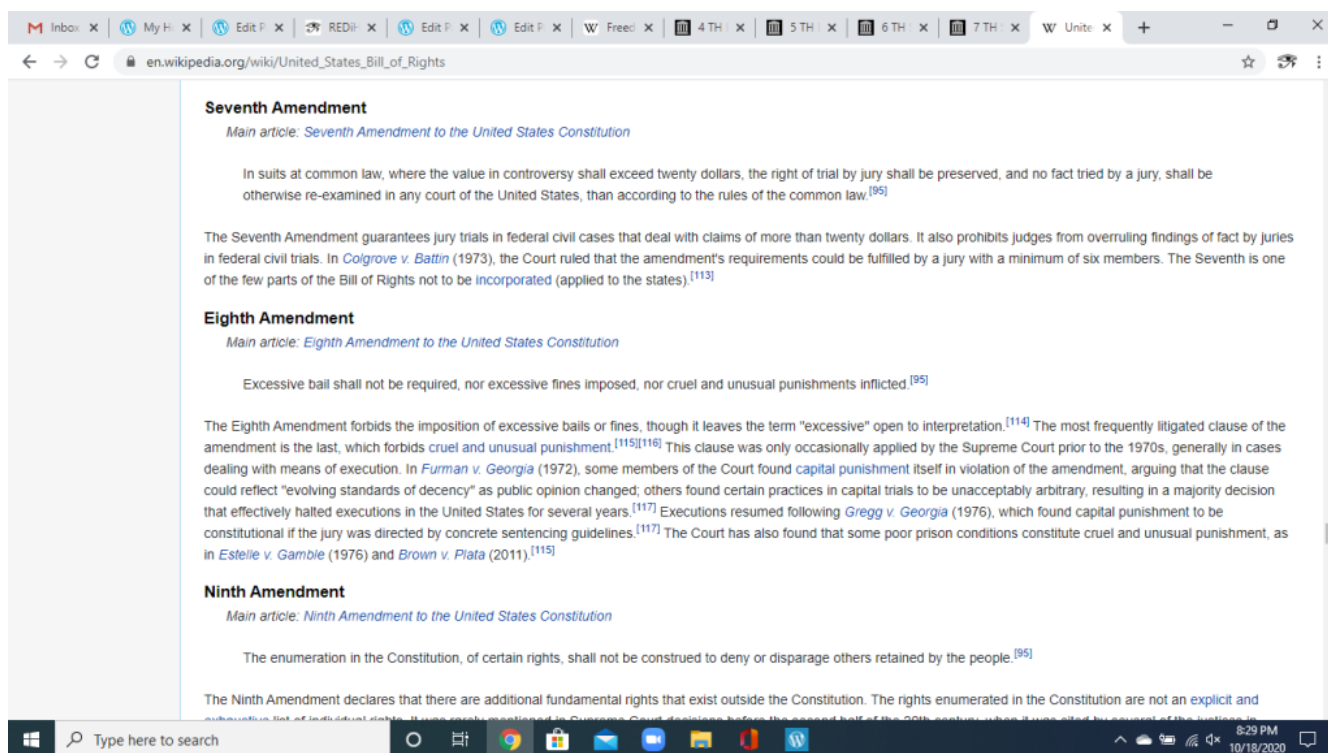 Inbox
My H
Edit P
REDiH
Edit P
Edit P
Freed
4 TH
5 TH
6 TH
7 TH
Unite
en.wikipedia.org/wiki/United_States_Bill_of_Rights
Seventh Amendment
Main article: Seventh Amendment to the United States Constitution
In suits at common law, where the value in controversy shall exceed twenty dollars, the right of trial by jury shall be preserved, and no fact tried by a jury, shall be
otherwise re-examined in any court of the United States, than according to the rules of the common law.[95]
The Seventh Amendment guarantees jury trials in federal civil cases that deal with claims of more than twenty dollars. It also prohibits judges from overruling findings of fact by juries
in federal civil trials. In Colgrove v. Battin (1973), the Court ruled that the amendment's requirements could be fulfilled by a jury with a minimum of six members. The Seventh is one
of the few parts of the Bill of Rights not to be incorporated (applied to the states).[113]
Eighth Amendment
Main article: Eighth Amendment to the United States Constitution
Excessive bail shall not be required, nor excessive fines imposed, nor cruel and unusual punishments inflicted.[95]
The Eighth Amendment forbids the imposition of excessive bails or fines, though it leaves the term "excessive" open to interpretation.[114] The most frequently litigated clause of the
amendment is the last, which forbids cruel and unusual punishment.[115][116] This clause was only occasionally applied by the Supreme Court prior to the 1970s, generally in cases
dealing with means of execution. In Furman v. Georgia (1972), some members of the Court found capital punishment itself in violation of the amendment, arguing that the clause
could reflect "evolving standards of decency" as public opinion changed; others found certain practices in capital trials to be unacceptably arbitrary, resulting in a majority decision
that effectively halted executions in the United States for several years.[117] Executions resumed following Gregg v. Georgia (1976), which found capital punishment to be
constitutional if the jury was directed by concrete sentencing guidelines.[117] The Court has also found that some poor prison conditions constitute cruel and unusual punishment, as
in Estelle v. Gamble (1976) and Brown v. Plata (2011).[115]
Ninth Amendment
Main article: Ninth Amendment to the United States Constitution
The enumeration in the Constitution, of certain rights, shall not be construed to deny or disparage others retained by the people.[95]
The Ninth Amendment declares that there are additional fundamental rights that exist outside the Constitution. The rights enumerated in the Constitution are not an explicit and
Type here to search
8:29 PM
10/18/2020